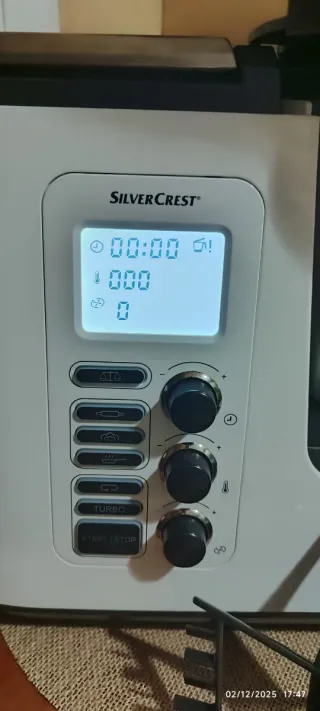 SILVERCREST®
00:00
000
0
- +
- +
- +
TURBO
START / STOP
02/12/2025 17:47